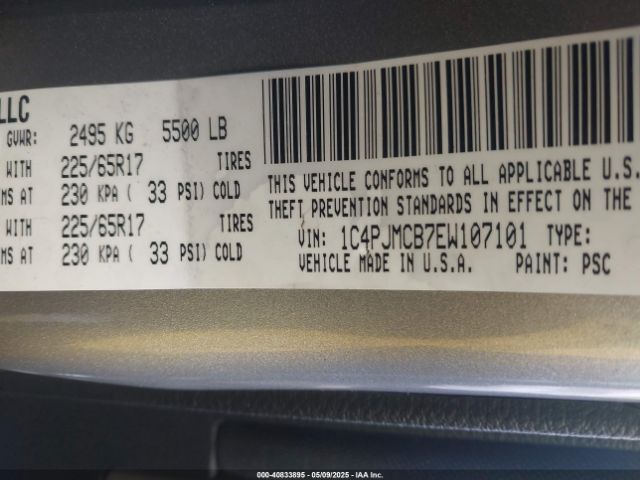 LLC
GVWR: 2495 KG 5500 LB
WITH 225/65R17 TIRES
MS AT 230 KPA ( 33 PSI) COLD
WITH 225/65R17 TIRES
MS AT 230 KPA ( 33 PSI) COLD
THIS VEHICLE CONFORMS TO ALL APPLICABLE U.S.
THEFT PREVENTION STANDARDS IN EFFECT ON THE
VIN: 1C4PJMCB7EW107101 TYPE:
VEHICLE MADE IN U.S.A. PAINT: PSC
000-40833895 - 05/09/2025 - IAA Inc.